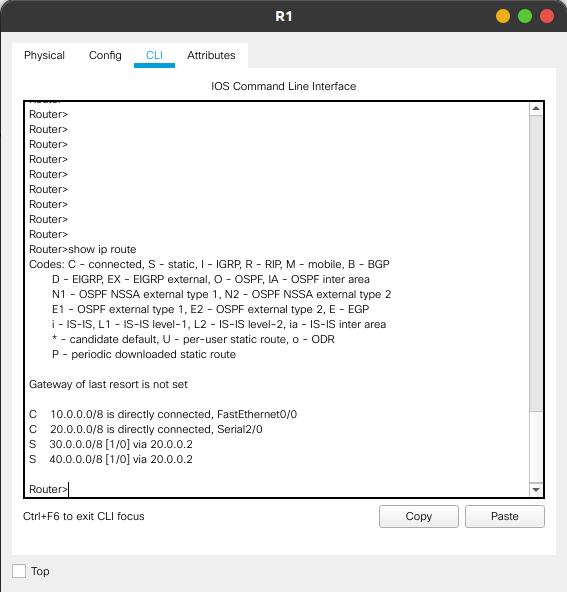 R1
Physical Config CLI Attributes
IOS Command Line Interface
Router>
Router>
Router>
Router>
Router>
Router>
Router>
Router>
Router>
Router>show ip route
Codes: C - connected, S - static, I - IGRP, R - RIP, M - mobile, B - BGP
D - EIGRP, EX - EIGRP external, O - OSPF, IA - OSPF inter area
N1 - OSPF NSSA external type 1, N2 - OSPF NSSA external type 2
E1 - OSPF external type 1, E2 - OSPF external type 2, E - EGP
i - IS-IS, L1 - IS-IS level-1, L2 - IS-IS level-2, ia - IS-IS inter area
* - candidate default, U - per-user static route, o - ODR
P - periodic downloaded static route
Gateway of last resort is not set
C 10.0.0.0/8 is directly connected, FastEthernet0/0
C 20.0.0.0/8 is directly connected, Serial2/0
S 30.0.0.0/8 [1/0] via 20.0.0.2
S 40.0.0.0/8 [1/0] via 20.0.0.2
Router>
Ctrl+F6 to exit CLI focus
Copy Paste
Top